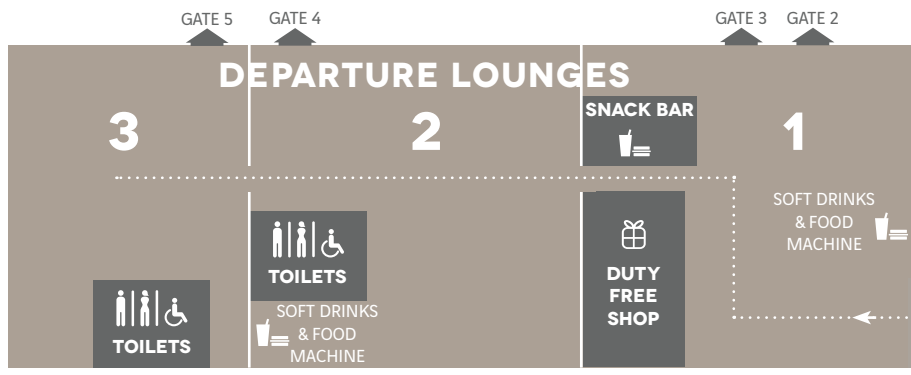 GATE 5
GATE 4
GATE 3
GATE 2
DEPARTURE LOUNGES
3
2
SNACK BAR
1
SOFT DRINKS
& FOOD
MACHINE
TOILETS
DUTY
FREE
SHOP
SOFT DRINKS
& FOOD
MACHINE
TOILETS